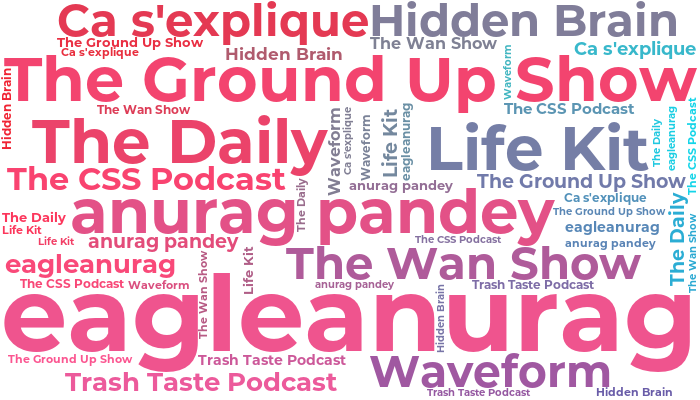 Ca s'explique
Hidden Brain
The Ground Up Show
The Wan Show
Ca s'explique
Ca s'explique
Hidden Brain
Waveform
The Ground Up Show
Hidden Brain
The Wan Show
The CSS Podcast
The CSS Podcast
The Daily
Waveform
Ca s'explique
Waveform
Life Kit
eagleanurag
Life Kit
The Daily
eagleanurag
The CSS Podcast
The Daily
anurag pandey
The Ground Up Show
anurag pandey
Ca s'explique
The Daily
The Daily
The Ground Up Show
Life Kit
eagleanurag
Life Kit
anurag pandey
The CSS Podcast
anurag pandey
The Wan Show
eagleanurag
The Wan Show
Life Kit
The Wan Show
The CSS Podcast
Waveform
anurag pandey
Trash Taste Podcast
Hidden Brain
eagleanurag
The Ground Up Show
Trash Taste Podcast
Waveform
Trash Taste Podcast
Trash Taste Podcast
Hidden Brain